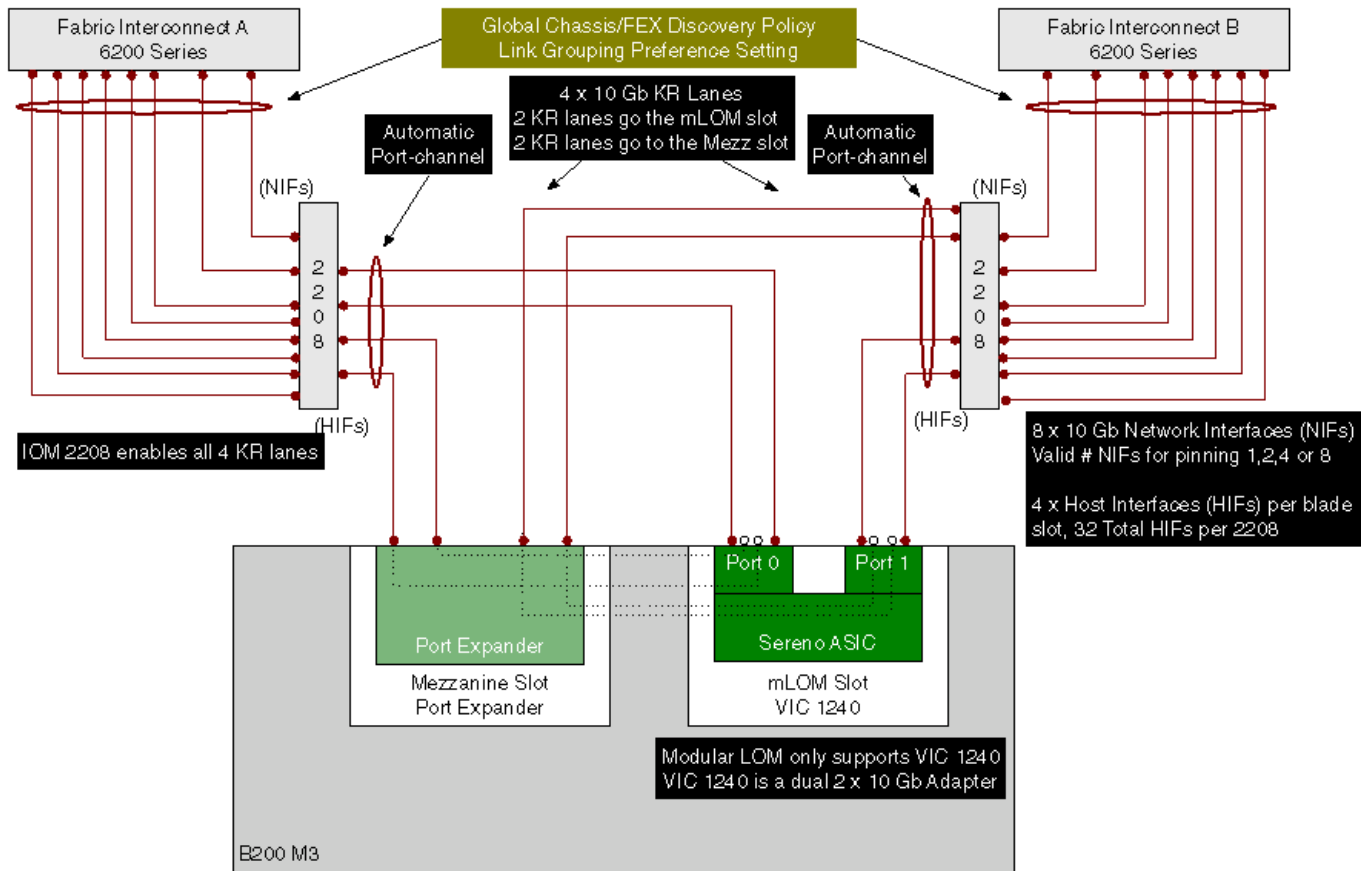 Fabric Interconnect A
6200 Series
Global Chassis/FEX Discovery Policy
Link Grouping Preference Setting
Fabric Interconnect B
6200 Series
4 x 10 Gb KR Lanes
2 KR lanes go the mLOM slot
2 KR lanes go to the Mezz slot
Automatic
Port-channel
Automatic
Port-channel
(NIFs)
(NIFs)
2
2
0
8
2
2
0
8
(HIFs)
(HIFs)
IOM 2208 enables all 4 KR lanes
8 x 10 Gb Network Interfaces (NIFs)
Valid # NIFs for pinning 1,2,4 or 8
4 x Host Interfaces (HIFs) per blade
slot, 32 Total HIFs per 2208
Port 0
Port 1
Port Expander
Sereno ASIC
Mezzanine Slot
Port Expander
mLOM Slot
VIC 1240
Modular LOM only supports VIC 1240
VIC 1240 is a dual 2 x 10 Gb Adapter
B200 M3